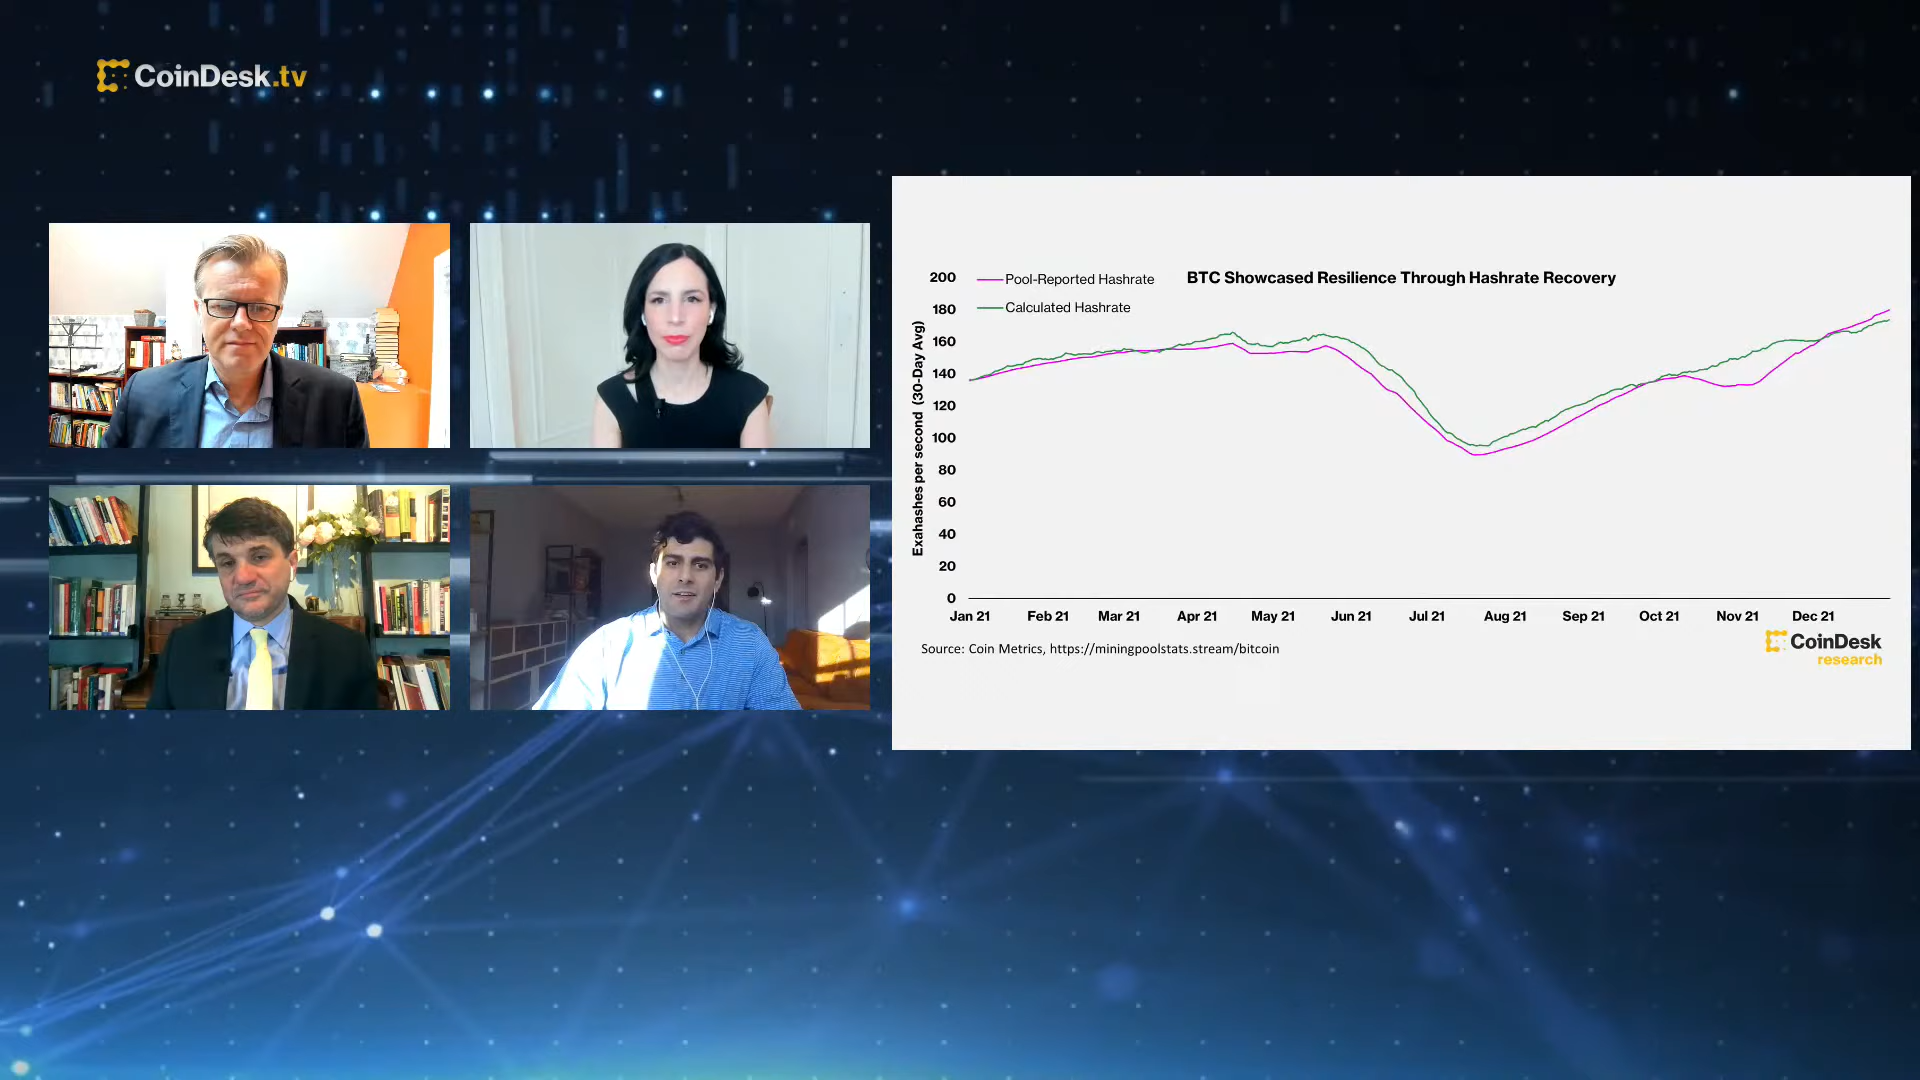 CoinDesk.tv
BTC Showcased Resilience Through Hashrate Recovery
Pool-Reported Hashrate
Calculated Hashrate
Exahashes per second (30-Day Avg)
200
180
160
140
120
100
80
60
40
20
0
Jan 21 Feb 21 Mar 21 Apr 21 May 21 Jun 21 Jul 21 Aug 21 Sep 21 Oct 21 Nov 21 Dec 21
Source: Coin Metrics, https://miningpoolstats.stream/bitcoin
CoinDesk
research